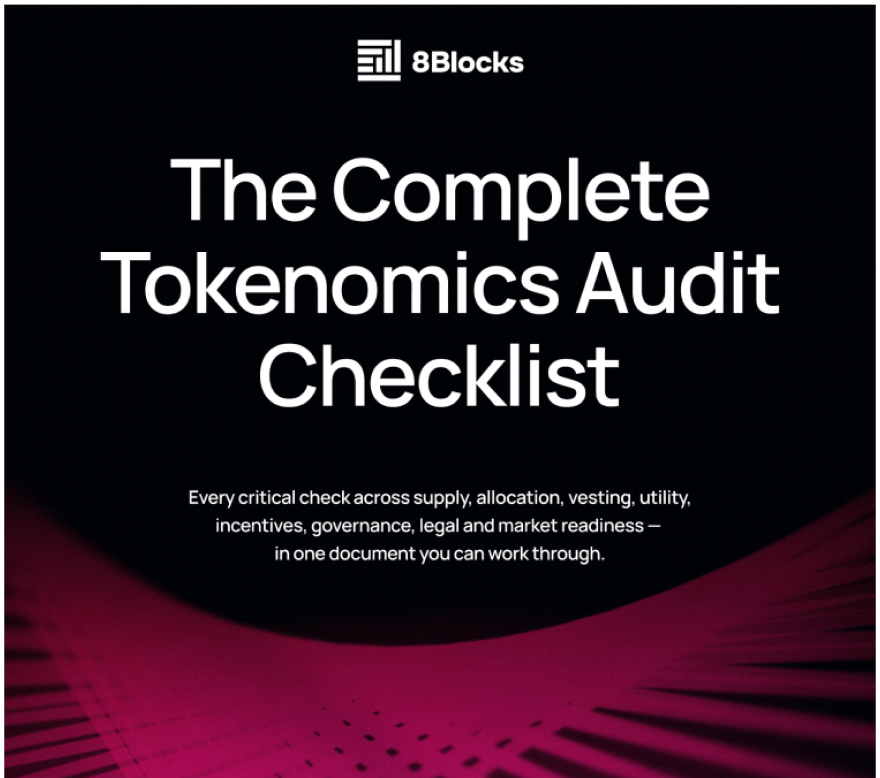 8Blocks
The Complete
Tokenomics Audit
Checklist
Every critical check across supply, allocation, vesting, utility,
incentives, governance, legal and market readiness —
in one document you can work through.